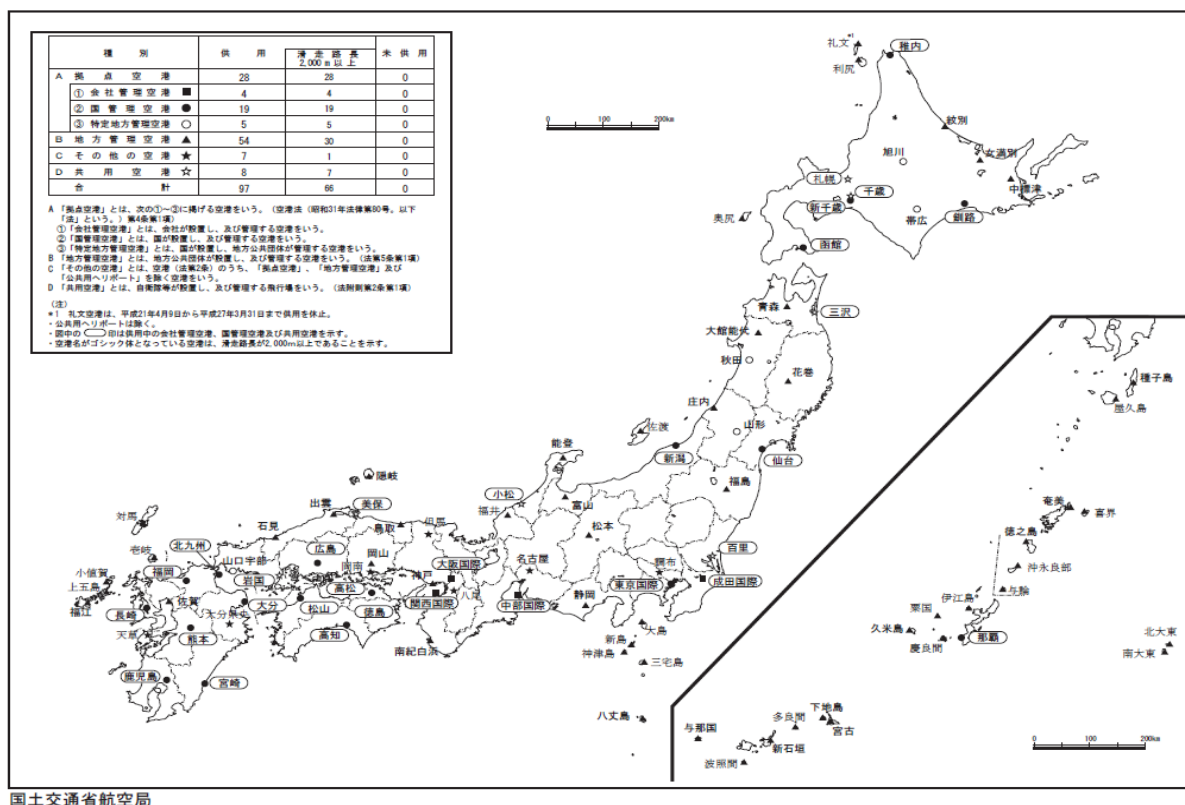 種別 供用 滑走路長2,000m以上 未供用
A 拠点空港 28 28 0
①会社管理空港 ■ 4 4 0
②国管理空港 ● 19 19 0
③特定地方管理空港 ○ 5 5 0
B 地方管理空港 ▲ 54 30 0
C その他の空港 ★ 7 1 0
D 共用空港 ☆ 8 7 0
合計 97 66 0
A 「拠点空港」とは、次の①~③に掲げる空港をいう。(空港法(昭和31年法律第80号。以下
「法」という。)第4条第1項)
①「会社管理空港」とは、会社が設置し、及び管理する空港をいう。
②「国管理空港」とは、国が設置し、及び管理する空港をいう。
③「特定地方管理空港」とは、国が設置し、地方公共団体が管理する空港をいう。
B 「地方管理空港」とは、地方公共団体が設置し、及び管理する空港をいう。(法第5条第1項)
C 「その他の空港」とは、空港(法第2条)のうち、「拠点空港」、「地方管理空港」及び
「公共用ヘリポート」を除く空港をいう。
D 「共用空港」とは、自衛隊等が設置し、及び管理する飛行場をいう。(法附則第2条第1項)
(注)
*1 礼文空港は、平成21年4月9日から平成27年3月31日まで供用を休止。
・公共用ヘリポートは除く。
・図中の 印は供用中の会社管理空港、国管理空港及び共用空港を示す。
・空港名がゴシック体となっている空港は、滑走路長が2,000m以上であることを示す。
0 100 200km
礼文 *1
稚内
利尻
紋別
旭川
女満別
札幌
千歳
中標津
新千歳
奥尻
帯広
釧路
函館
青森
三沢
大館能代
秋田
花巻
庄内
佐渡
山形
新潟
仙台
能登
福島
隠岐
小松
富山
福井
松本
出雲
美保
対馬
鳥取
但馬
石見
百里
北九州
広島
岡山
名古屋
調布
壱岐
山口宇部
岡南
大阪国際
小値賀
福岡
岩国
神戸
東京国際
成田国際
上五島
高松
八尾
静岡
福江
佐賀
大分
松山
徳島
関西国際
中部国際
長崎
大分県央
高知
大島
天草
熊本
南紀白浜
新島
神津島
三宅島
鹿児島
宮崎
八丈島
種子島
屋久島
奄美
喜界
徳之島
沖永良部
与論
伊江島
粟国
久米島
慶良間
那覇
北大東
南大東
与那国
多良間
下地島
宮古
新石垣
波照間
0 100 200km
国土交通省航空局